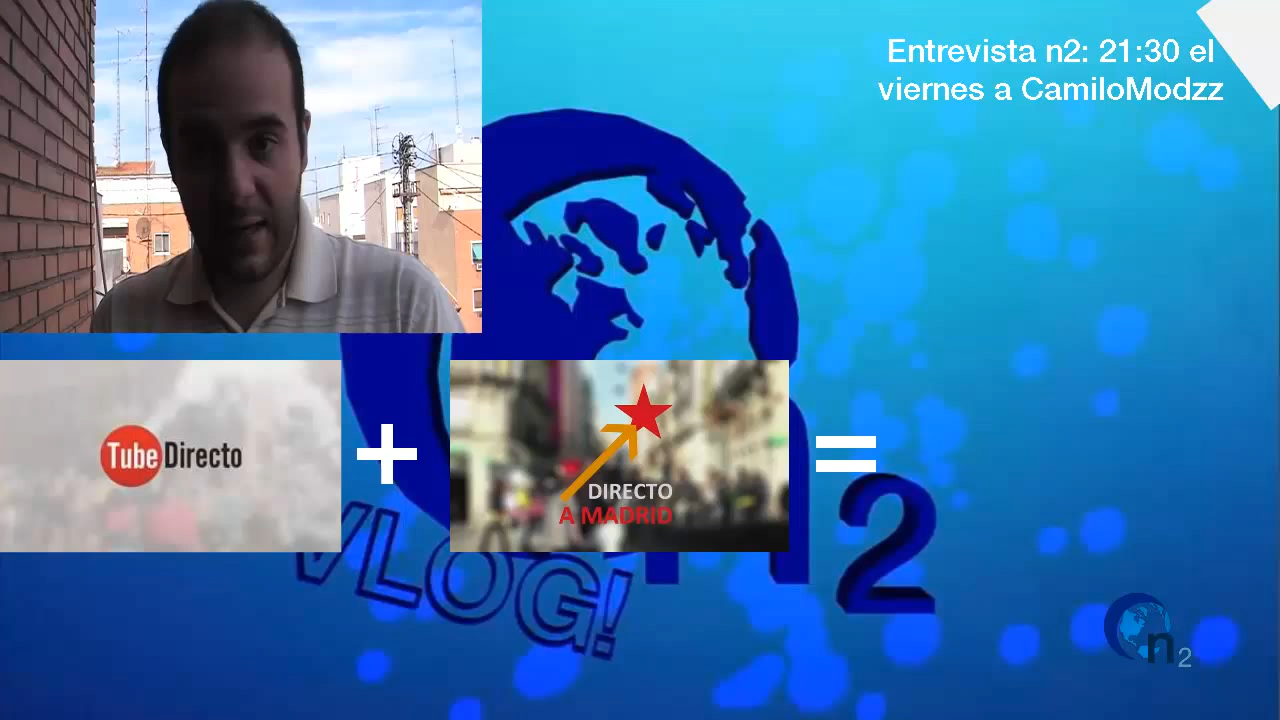 Entrevista n2: 21:30 el
viernes a CamiloModzz
TubeDirecto
+
DIRECTO
A MADRID
=
n2
VLOG!
n2